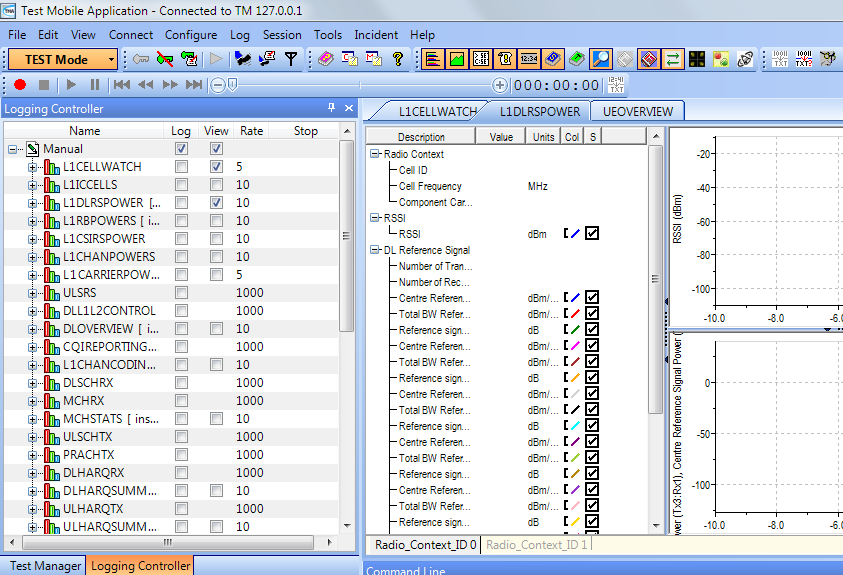 Test Mobile Application - Connected to TM 127.0.0.1
File Edit View Connect Configure Log Session Tools Incident Help
TEST Mode
000:00:00
Logging Controller
Name Log View Rate Stop
Manual
L1CELLWATCH 5
L1ICCELLS 10
L1DLRSPOWER [... 10
L1RBPOWERS [ i... 10
L1CSIRSPOWER 10
L1CHANPOWERS 10
L1CARRIERPOW... 5
ULSRS 1000
DLL1L2CONTROL 1000
DLOVERVIEW [ i... 10
CQIREPORTING... 1000
L1CHANCODIN... 10
DLSCHRX 1000
MCHRX 1000
MCHSTATS [ ins... 10
ULSCHTX 1000
PRACHTX 1000
DLHARQRX 1000
DLHARQSUMM... 10
ULHARQTX 1000
ULHARQSUMM... 10
Test Manager Logging Controller
L1CELLWATCH L1DLRSPOWER UEOVERVIEW
Description Value Units Col S
Radio Context
Cell ID
Cell Frequency MHz
Component Car...
RSSI
RSSI dBm
DL Reference Signal
Number of Tran...
Number of Rec...
Centre Referen... dBm/...
Total BW Refer... dBm/...
Reference sign... dB
Centre Referen... dBm/...
Total BW Refer... dBm/...
Reference sign... dB
Centre Referen... dBm/...
Total BW Refer... dBm/...
Reference sign... dB
Centre Referen... dBm/...
Total BW Refer... dBm/...
Reference sign... dB
Centre Referen... dBm/...
Total BW Refer... dBm/...
Reference sign... dB
Radio_Context_ID 0 Radio_Context_ID 1
Command Line
RSSI (dBm)
-20
-40
-60
-80
-100
-10.0 -8.0 -6.0
wer (Tx3:Rx1), Centre Reference Signal Power (
0
-50
-100
-10.0 -8.0 -6.0